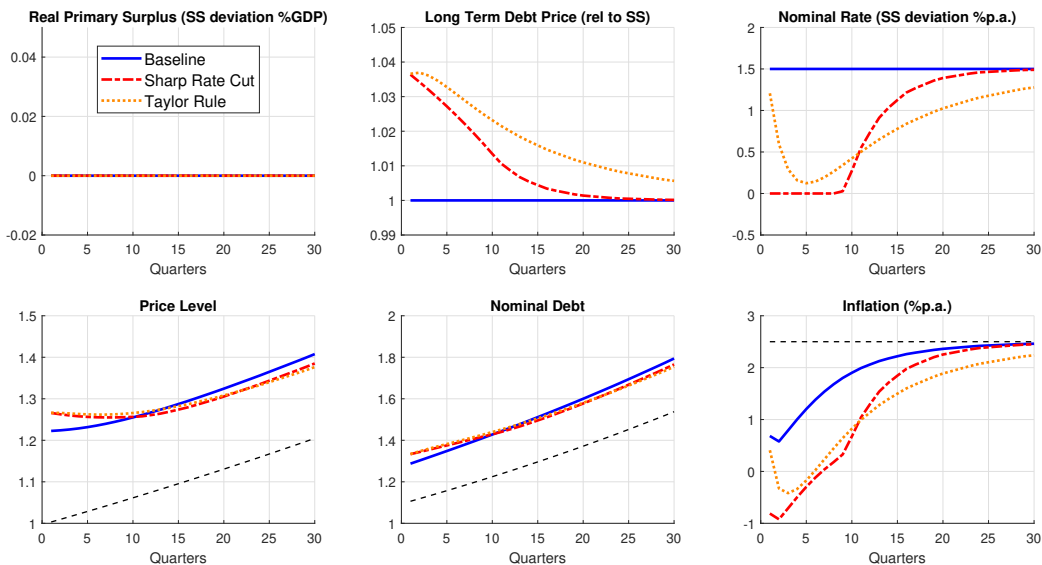 Real Primary Surplus (SS deviation %GDP)
0.04
0.02
0
-0.02
0 5 10 15 20 25 30
Quarters
Baseline
Sharp Rate Cut
Taylor Rule
Long Term Debt Price (rel to SS)
1.05
1.04
1.03
1.02
1.01
1
0.99
0 5 10 15 20 25 30
Quarters
Nominal Rate (SS deviation %p.a.)
2
1.5
1
0.5
0
-0.5
0 5 10 15 20 25 30
Quarters
Price Level
1.5
1.4
1.3
1.2
1.1
1
0 5 10 15 20 25 30
Quarters
Nominal Debt
2
1.8
1.6
1.4
1.2
1
0 5 10 15 20 25 30
Quarters
Inflation (%p.a.)
3
2
1
0
-1
0 5 10 15 20 25 30
Quarters